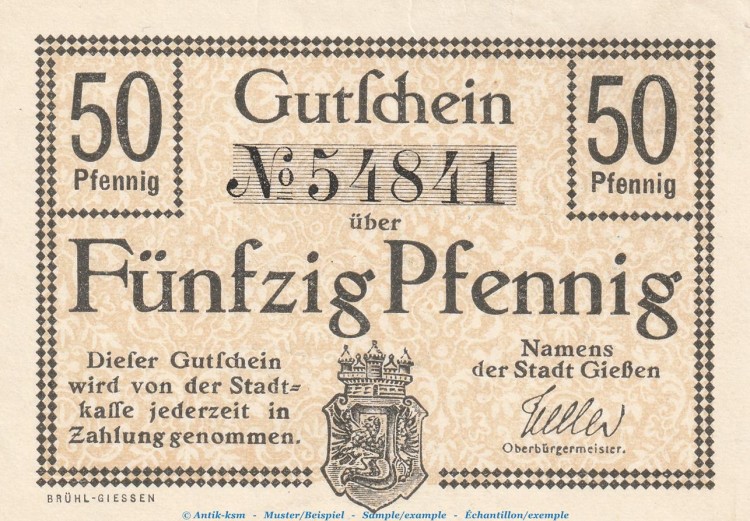 50
Pfennig
Gutſchein
50
Pfennig
№ 54841
über
Fünfzig Pfennig
Dieſer Gutſchein
wird von der Stadt=
kaſſe jederzeit in
Zahlung genommen.
Namens
der Stadt Gießen
Keller
Oberbürgermeister.
BRÜHL-GIESSEN
© Antik-ksm - Muster/Beispiel - Sample/example - Échantillon/exemple